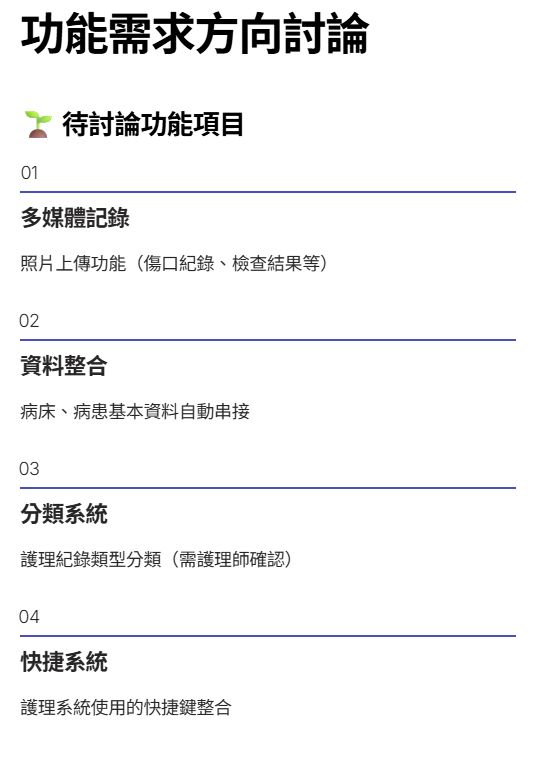 功能需求方向討論
🌱 待討論功能項目
01
多媒體記錄
照片上傳功能（傷口紀錄、檢查結果等）
02
資料整合
病床、病患基本資料自動串接
03
分類系統
護理紀錄類型分類（需護理師確認）
04
快捷系統
護理系統使用的快捷鍵整合